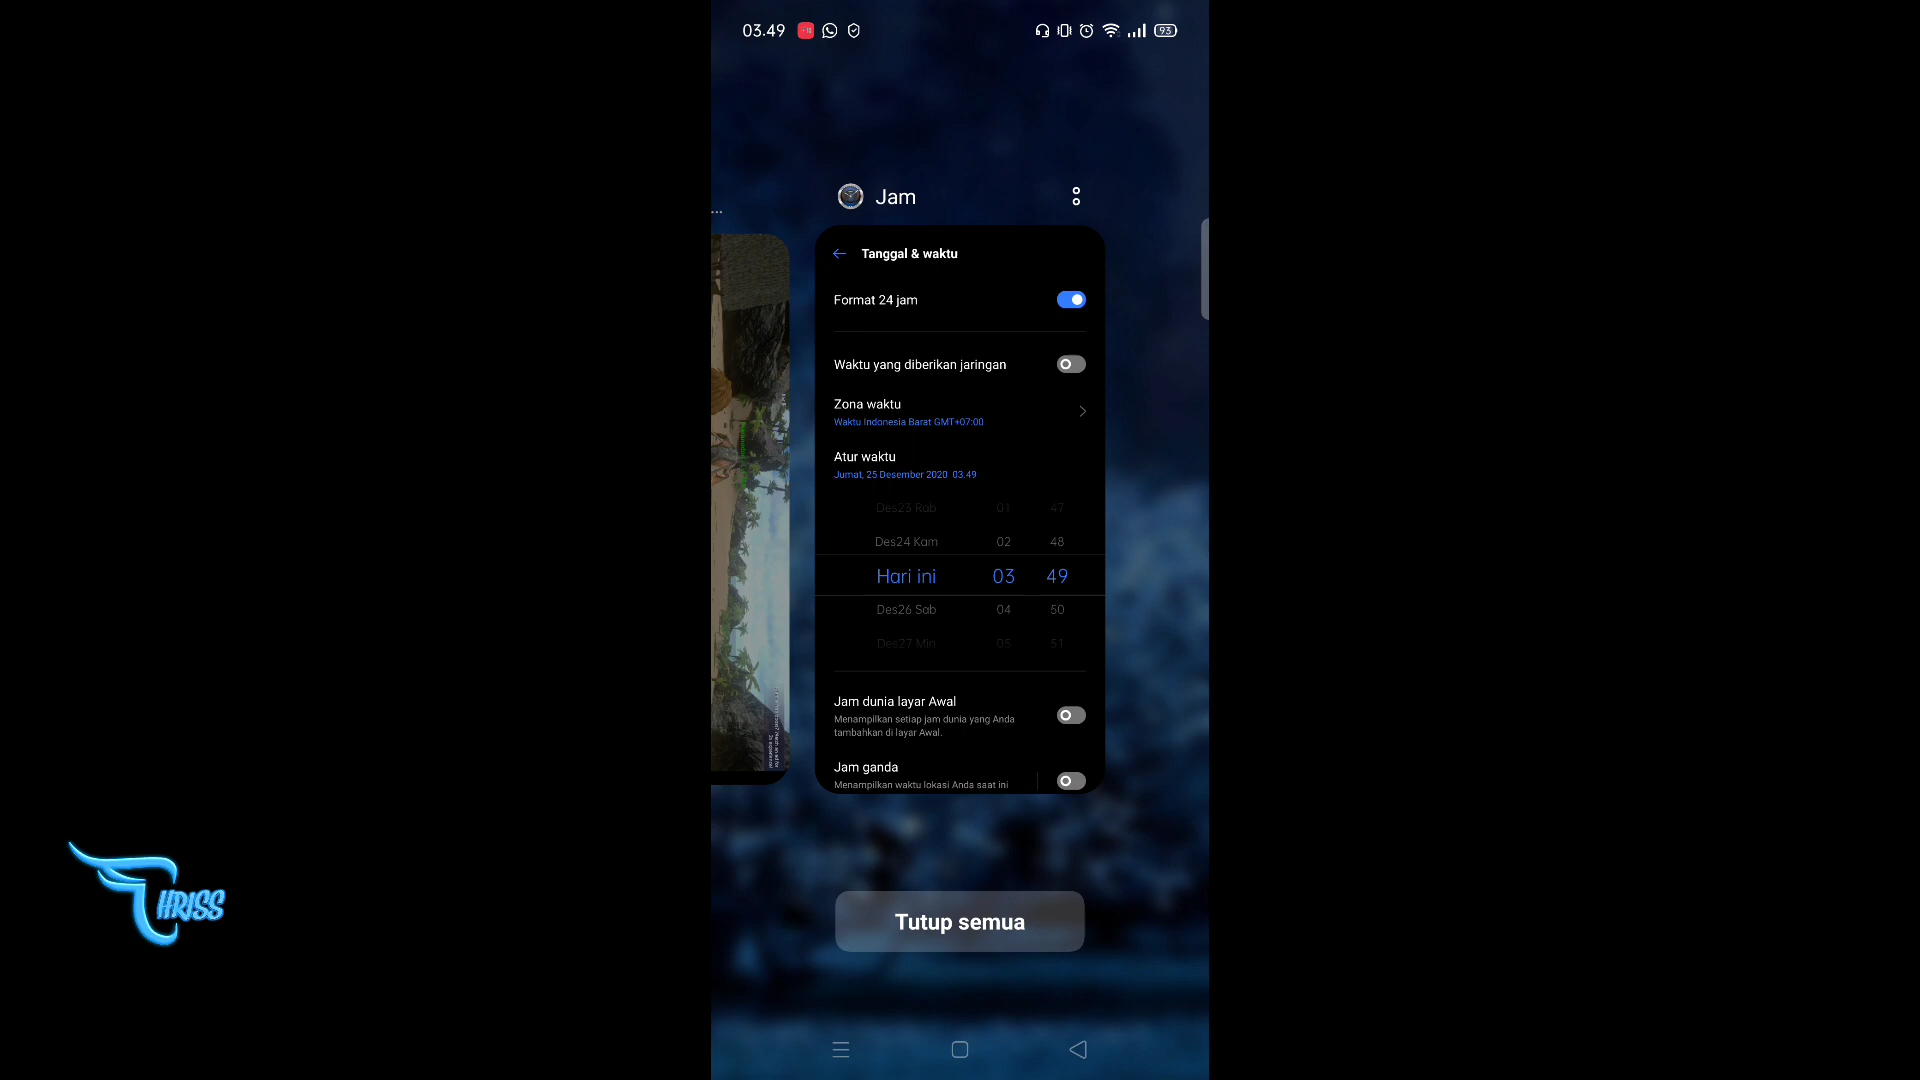 03.49
93
Jam
...
Tanggal & waktu
Format 24 jam
Waktu yang diberikan jaringan
Zona waktu
Waktu Indonesia Barat GMT+07:00
Atur waktu
Jumat, 25 Desember 2020 03.49
Des23 Rab 01 47
Des24 Kam 02 48
Hari ini 03 49
Des26 Sab 04 50
Des27 Min 05 51
Jam dunia layar Awal
Menampilkan setiap jam dunia yang Anda
tambahkan di layar Awal.
Jam ganda
Menampilkan waktu lokasi Anda saat ini
THRISS
Tutup semua